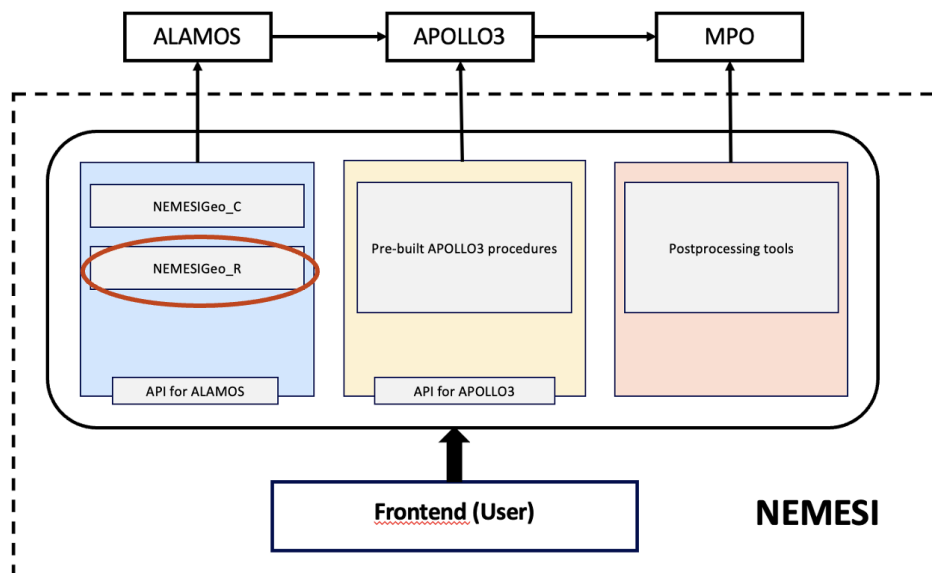 ALAMOS
APOLLO3
MPO
NEMESIGeo_C
NEMESIGeo_R
Pre-built APOLLO3 procedures
Postprocessing tools
API for ALAMOS
API for APOLLO3
Frontend (User)
NEMESI